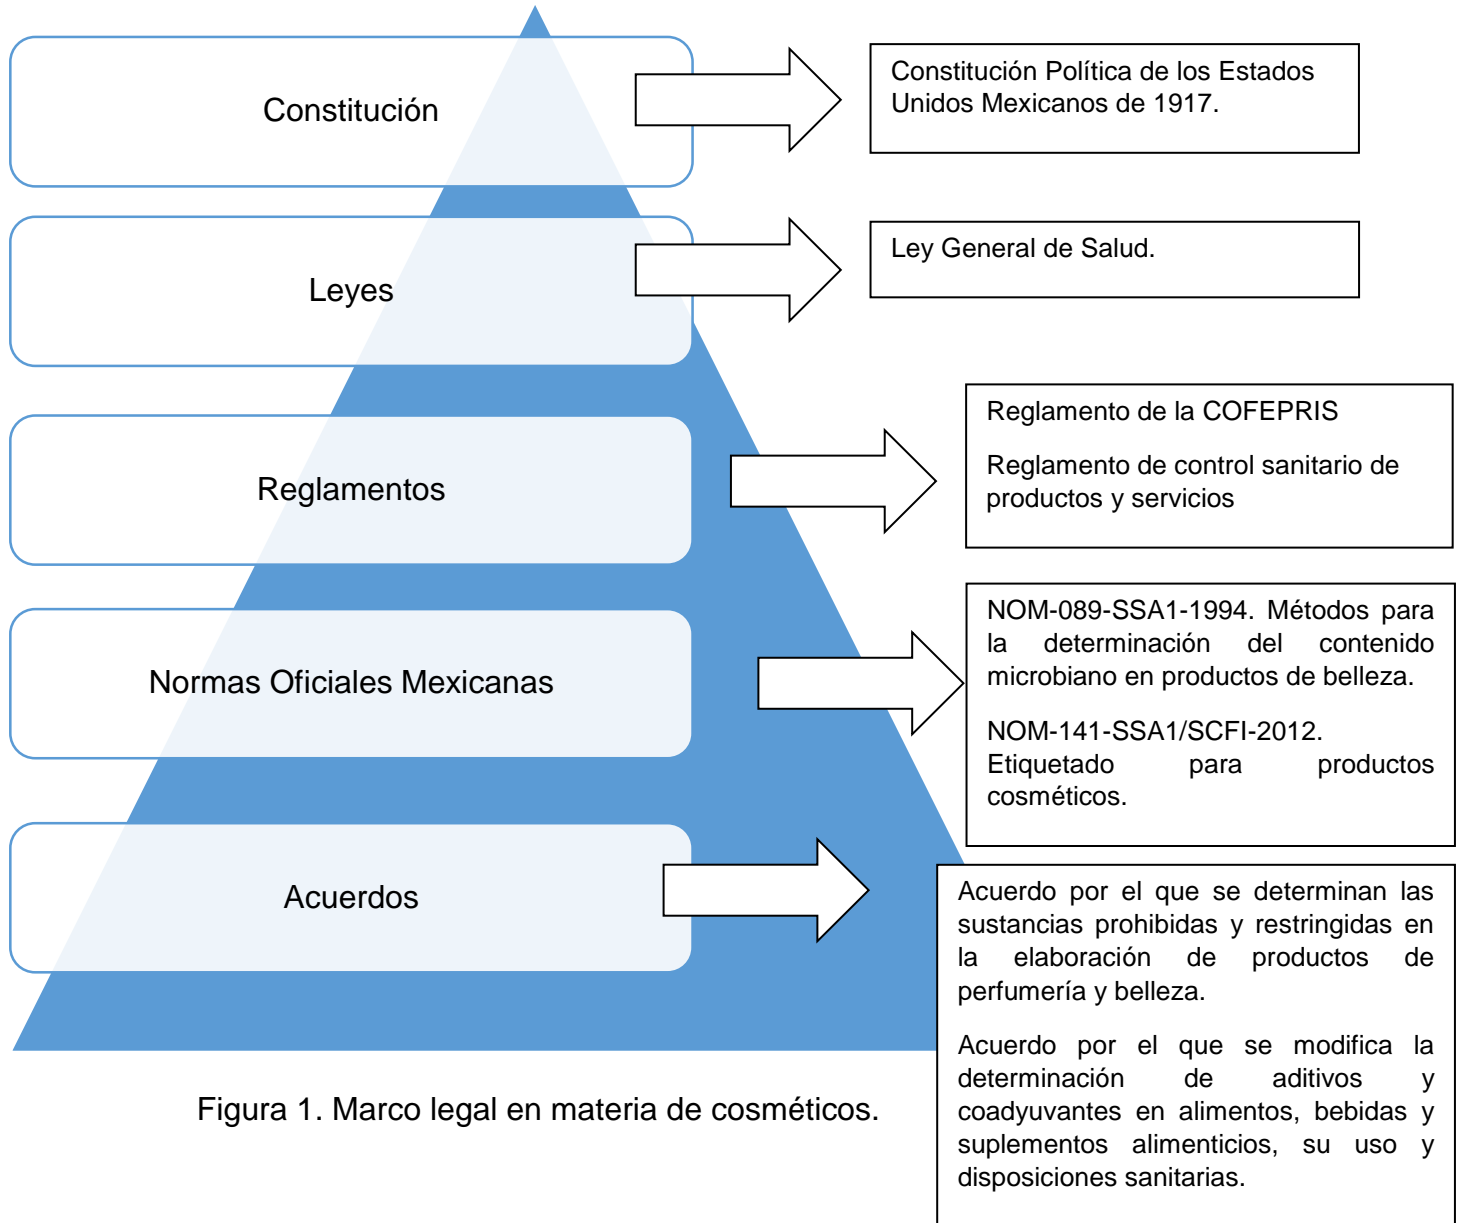 Constitución
Constitución Política de los Estados
Unidos Mexicanos de 1917.
Leyes
Ley General de Salud.
Reglamentos
Reglamento de la COFEPRIS
Reglamento de control sanitario de
productos y servicios
Normas Oficiales Mexicanas
NOM-089-SSA1-1994. Métodos para
la determinación del contenido
microbiano en productos de belleza.
NOM-141-SSA1/SCFI-2012.
Etiquetado para productos
cosméticos.
Acuerdos
Acuerdo por el que se determinan las
sustancias prohibidas y restringidas en
la elaboración de productos de
perfumería y belleza.
Acuerdo por el que se modifica la
determinación de aditivos y
coadyuvantes en alimentos, bebidas y
suplementos alimenticios, su uso y
disposiciones sanitarias.
Figura 1. Marco legal en materia de cosméticos.